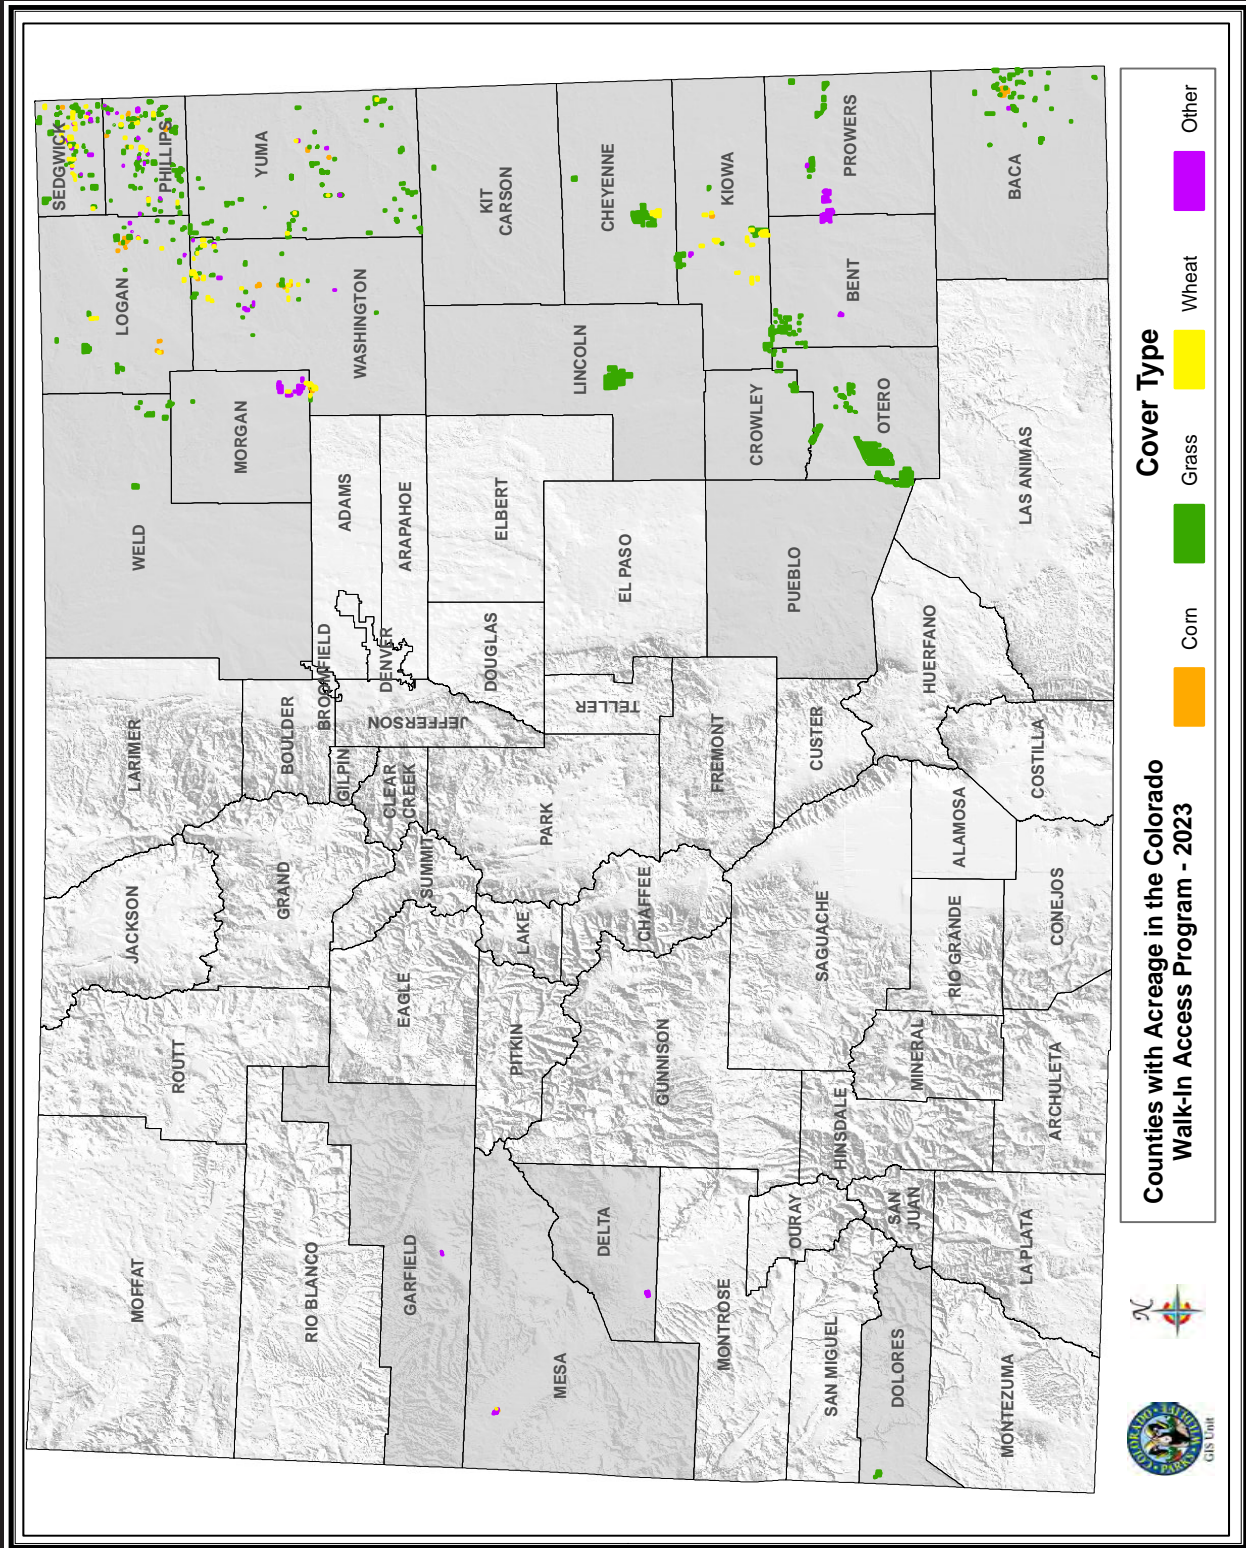 MOFFAT
ROUTT
JACKSON
LARIMER
WELD
LOGAN
SEDGWICK
PHILLIPS
RIO BLANCO
GRAND
BOULDER
BROOMFIELD
GILPIN
MORGAN
WASHINGTON
YUMA
GARFIELD
EAGLE
SUMMIT
CLEAR
CREEK
JEFFERSON
DENVER
ADAMS
ARAPAHOE
MESA
PITKIN
LAKE
PARK
DOUGLAS
ELBERT
LINCOLN
KIT
CARSON
DELTA
GUNNISON
CHAFFEE
TELLER
EL PASO
CHEYENNE
MONTROSE
OURAY
FREMONT
CROWLEY
KIOWA
SAN MIGUEL
HINSDALE
SAGUACHE
CUSTER
PUEBLO
OTERO
BENT
PROWERS
DOLORES
SAN
JUAN
MINERAL
RIO GRANDE
ALAMOSA
HUERFANO
MONTEZUMA
LA PLATA
ARCHULETA
CONEJOS
COSTILLA
LAS ANIMAS
BACA
COLORADO
PARKS
WILDLIFE
GIS Unit
N
Counties with Acreage in the Colorado
Walk-In Access Program - 2023
Cover Type
Corn
Grass
Wheat
Other